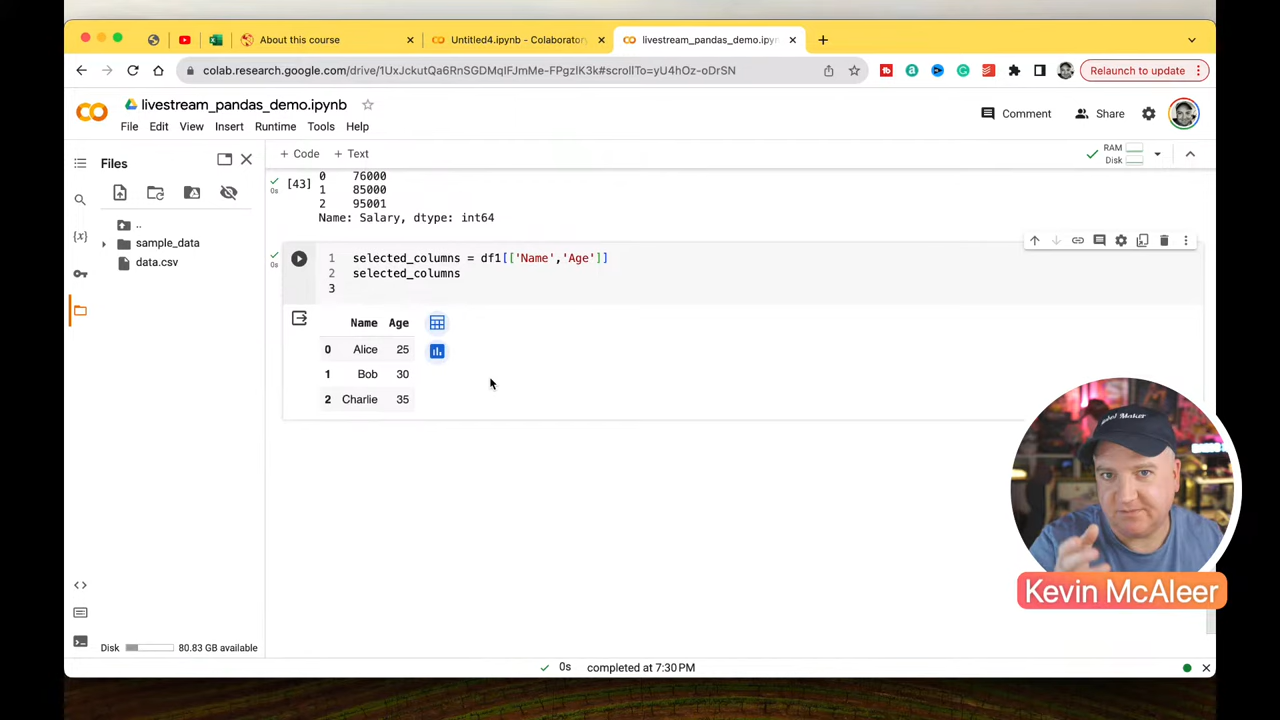 About this course
Untitled4.ipynb - Colaborator
livestream_pandas_demo.ipyn
colab.research.google.com/drive/1UxJckutQa6RnSGDMqIFJmMe-FPgzlK3k#scrollTo=yU4hOz-oDrSN
Relaunch to update
livestream_pandas_demo.ipynb
File Edit View Insert Runtime Tools Help
Comment
Share
Files
+ Code + Text
RAM
Disk
..
sample_data
data.csv
0s
[43]
0 76000
1 85000
2 95001
Name: Salary, dtype: int64
0s
1 selected_columns = df1[['Name','Age']]
2 selected_columns
3
Name Age
0 Alice 25
1 Bob 30
2 Charlie 35
Kevin McAleer
Disk 80.83 GB available
0s completed at 7:30 PM